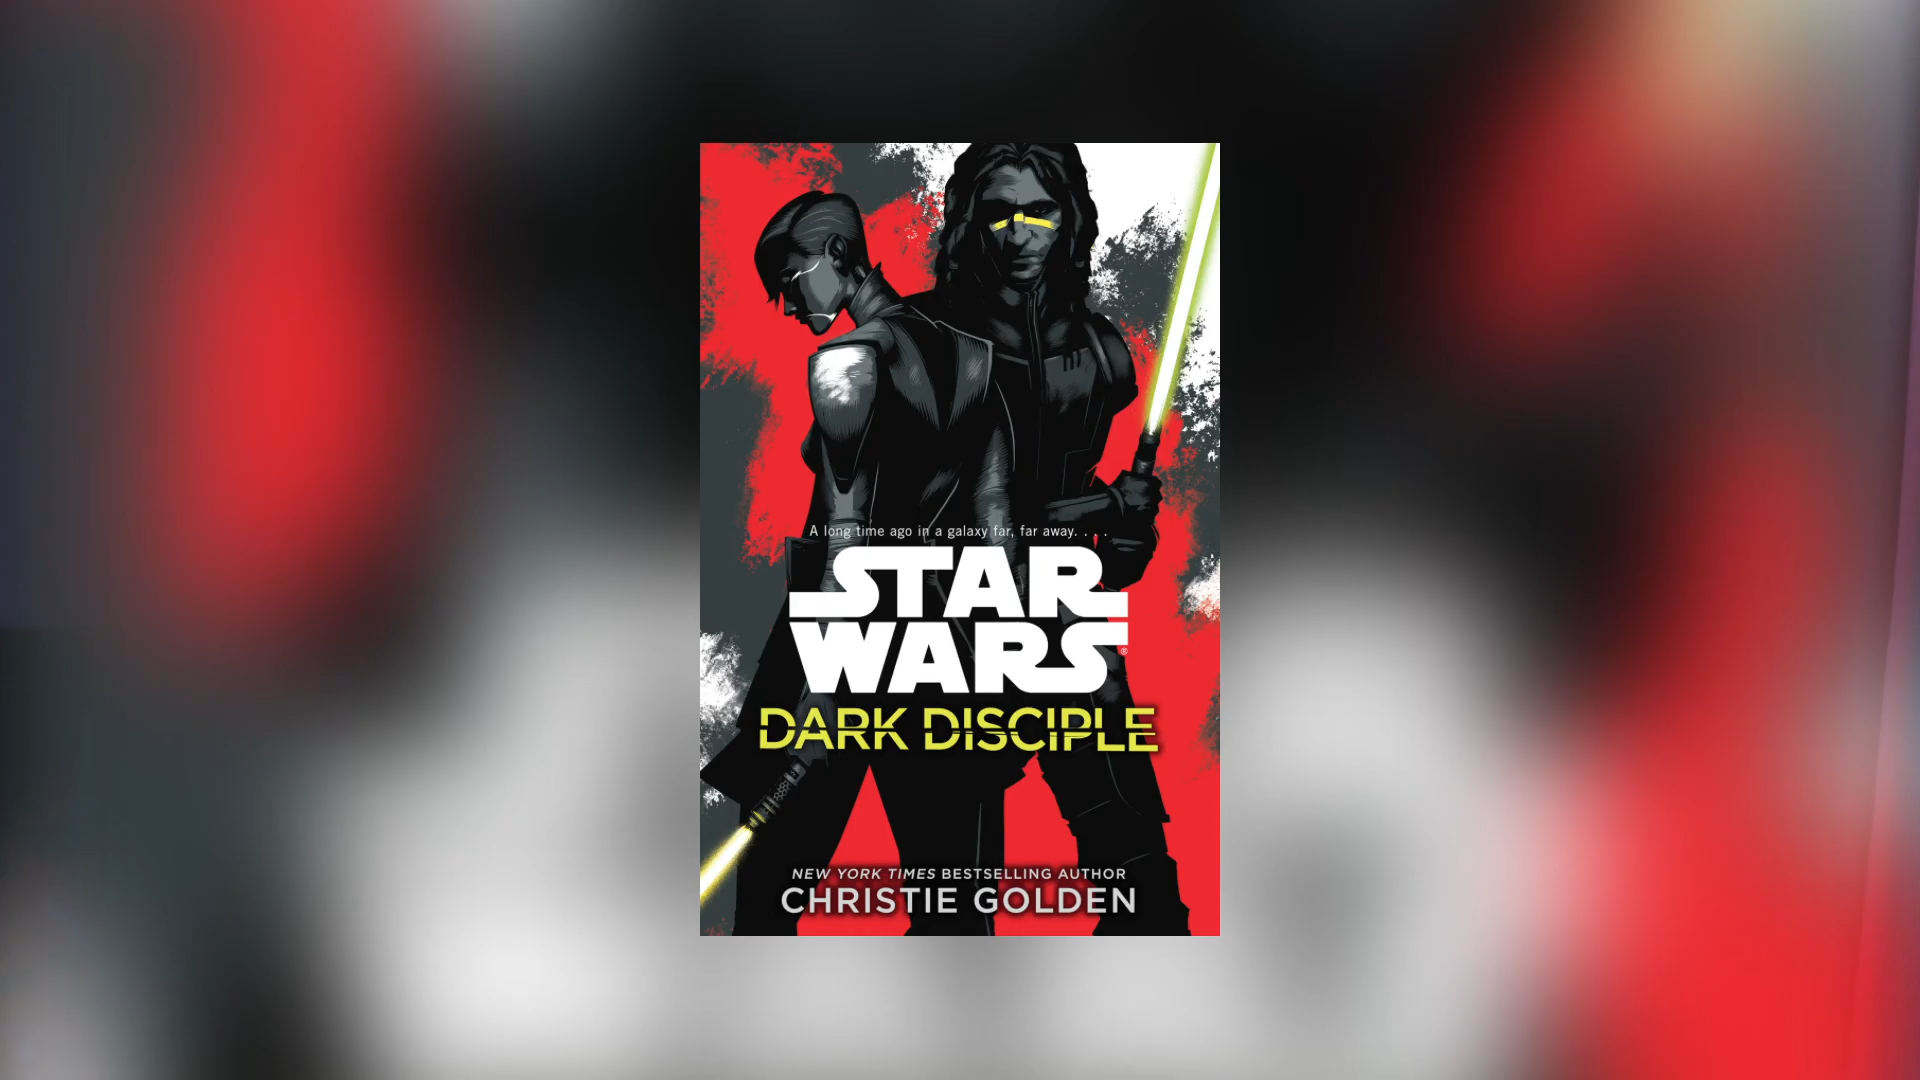 A long time ago in a galaxy far, far away. . . .
STAR
WARS®
DARK DISCIPLE
NEW YORK TIMES BESTSELLING AUTHOR
CHRISTIE GOLDEN